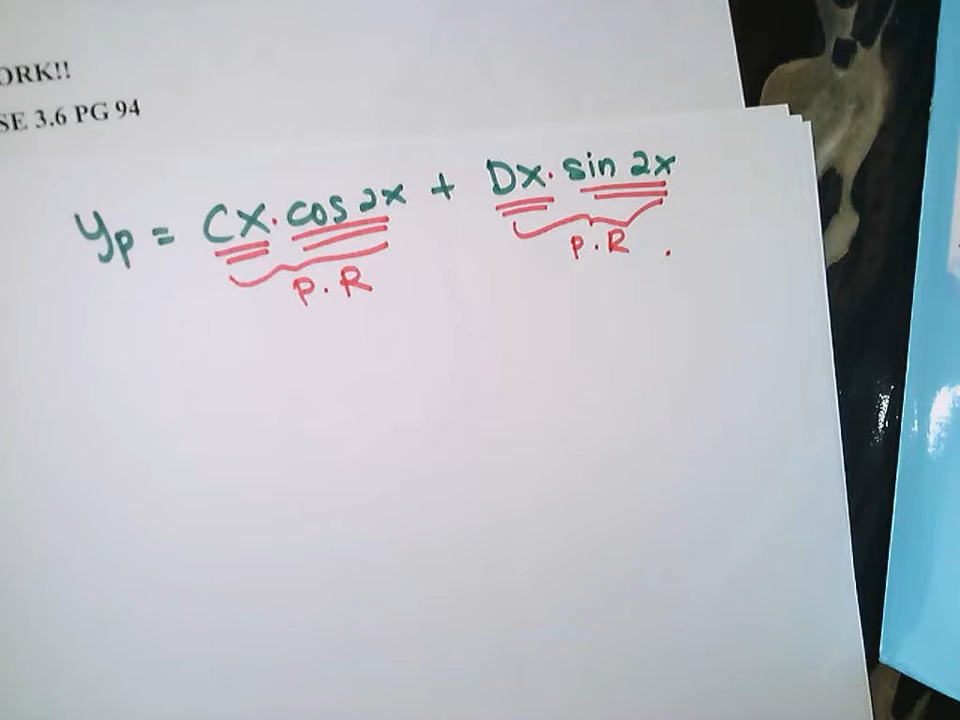 ORK!!
SE 3.6 PG 94
yp = Cx · cos 2x + Dx · sin 2x
P.R P.R .